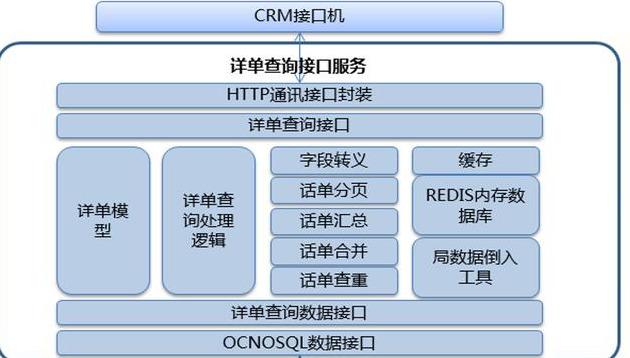 CRM接口机
详单查询接口服务
HTTP通讯接口封装
详单查询接口
详单模
型
详单查
询处理
逻辑
字段转义
话单分页
话单汇总
话单合并
话单查重
缓存
REDIS内存数
据库
局数据倒入
工具
详单查询数据接口
OCNOSQL数据接口